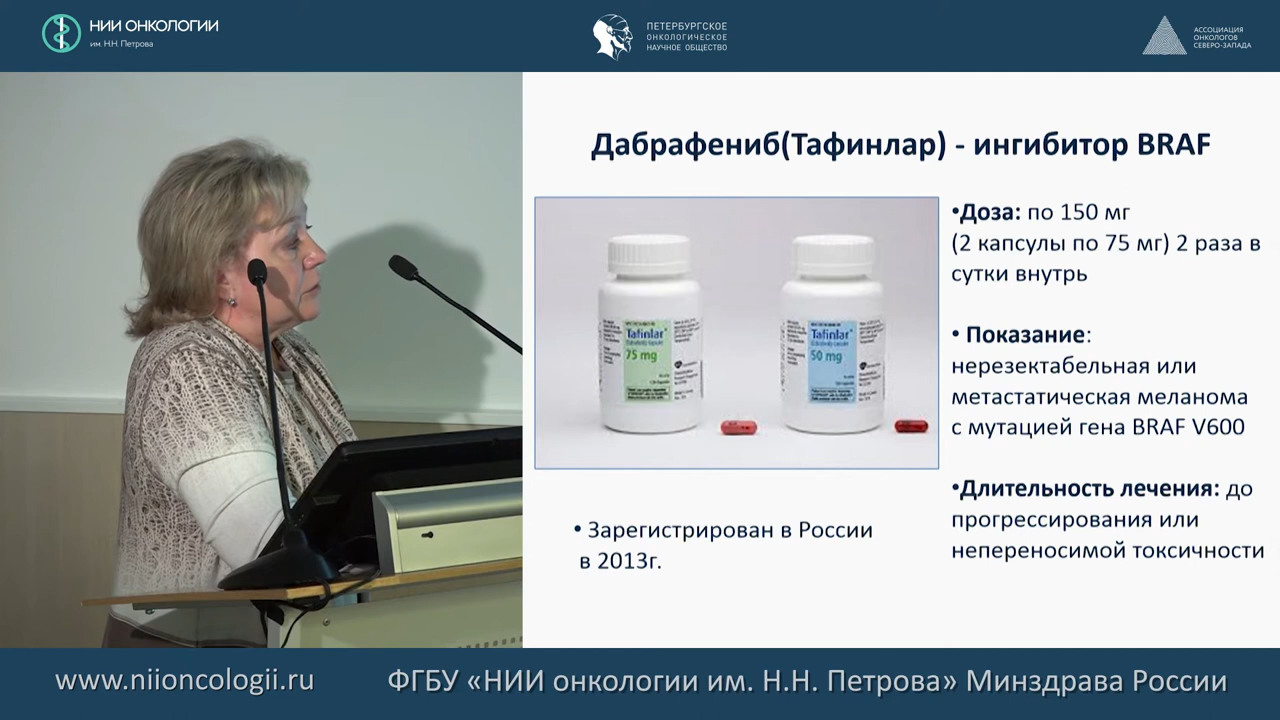 НИИ ОНКОЛОГИИ
им. Н.Н. Петрова
ПЕТЕРБУРГСКОЕ
ОНКОЛОГИЧЕСКОЕ
НАУЧНОЕ ОБЩЕСТВО
АССОЦИАЦИЯ
ОНКОЛОГОВ
СЕВЕРО-ЗАПАДА
Дабрафениб(Тафинлар) - ингибитор BRAF
•Доза: по 150 мг
(2 капсулы по 75 мг) 2 раза в
сутки внутрь
• Показание:
нерезектабельная или
метастатическая меланома
с мутацией гена BRAF V600
•Длительность лечения: до
прогрессирования или
непереносимой токсичности
Tafinlar
75 mg
Tafinlar
50 mg
• Зарегистрирован в России
в 2013г.
www.niioncologii.ru
ФГБУ «НИИ онкологии им. Н.Н. Петрова» Минздрава России